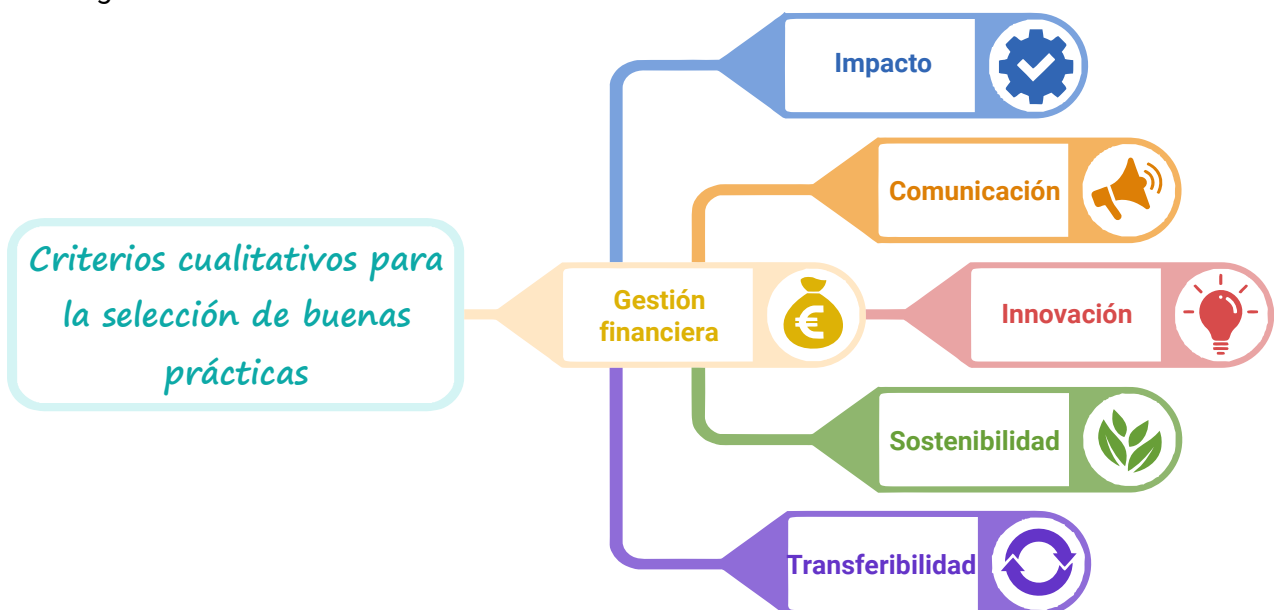 Criterios cualitativos para
la selección de buenas
prácticas
Gestión
financiera
Impacto
Comunicación
Innovación
Sostenibilidad
Transferibilidad